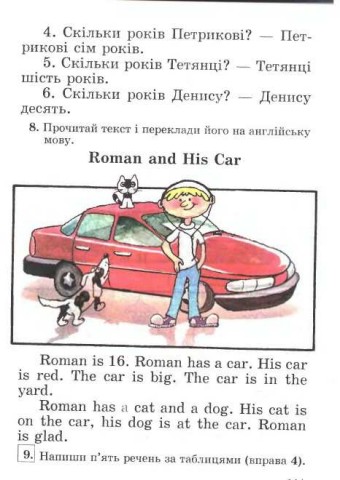 4. Скільки років Петрикові? — Пет-
рикові сім років.
5. Скільки років Тетянці? — Тетянці
шість років.
6. Скільки років Денису? — Денису
десять.
8. Прочитай текст і переклади його на англійську
мову.
Roman and His Car
Roman is 16. Roman has a car. His car
is red. The car is big. The car is in the
yard.
Roman has a cat and a dog. His cat is
on the car, his dog is at the car. Roman
is glad.
9. Напиши п'ять речень за таблицями (вправа 4).